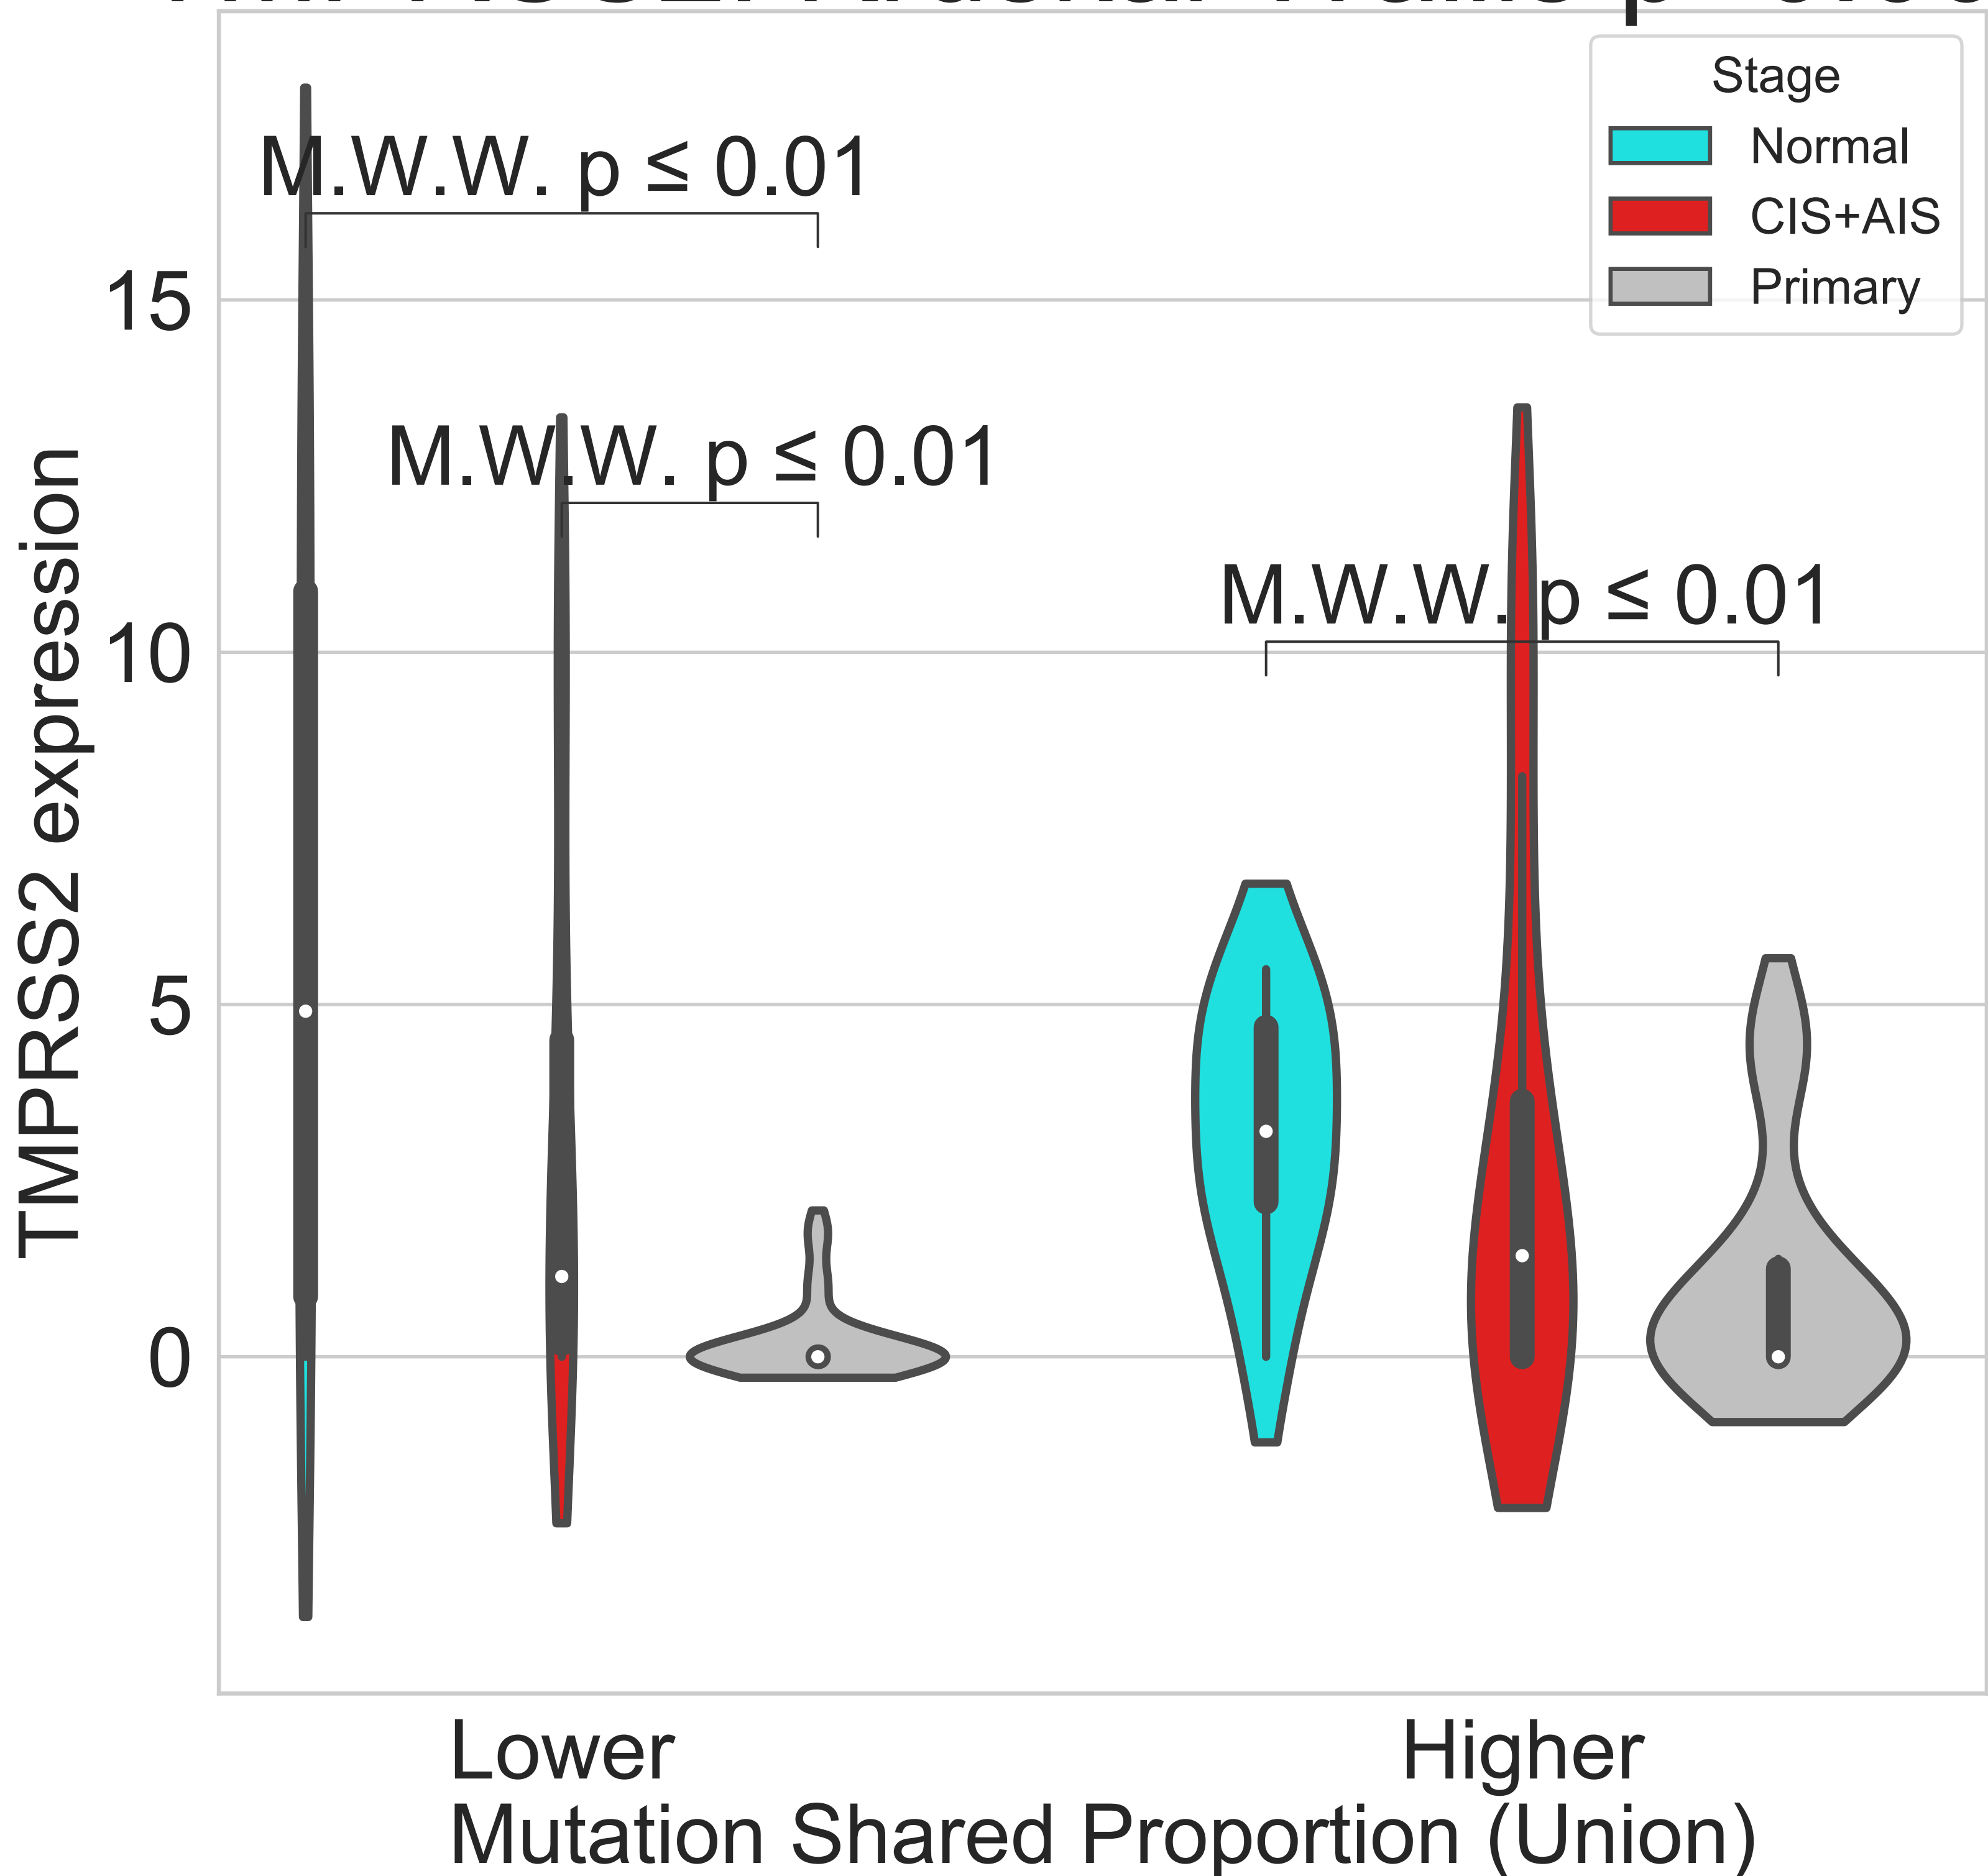 Stage
Normal
CIS+AIS
Primary
M.W.W. p ≤ 0.01
M.W.W. p ≤ 0.01
M.W.W. p ≤ 0.01
15
10
5
0
TMPRSS2 expression
Lower
Higher
Mutation Shared Proportion (Union)